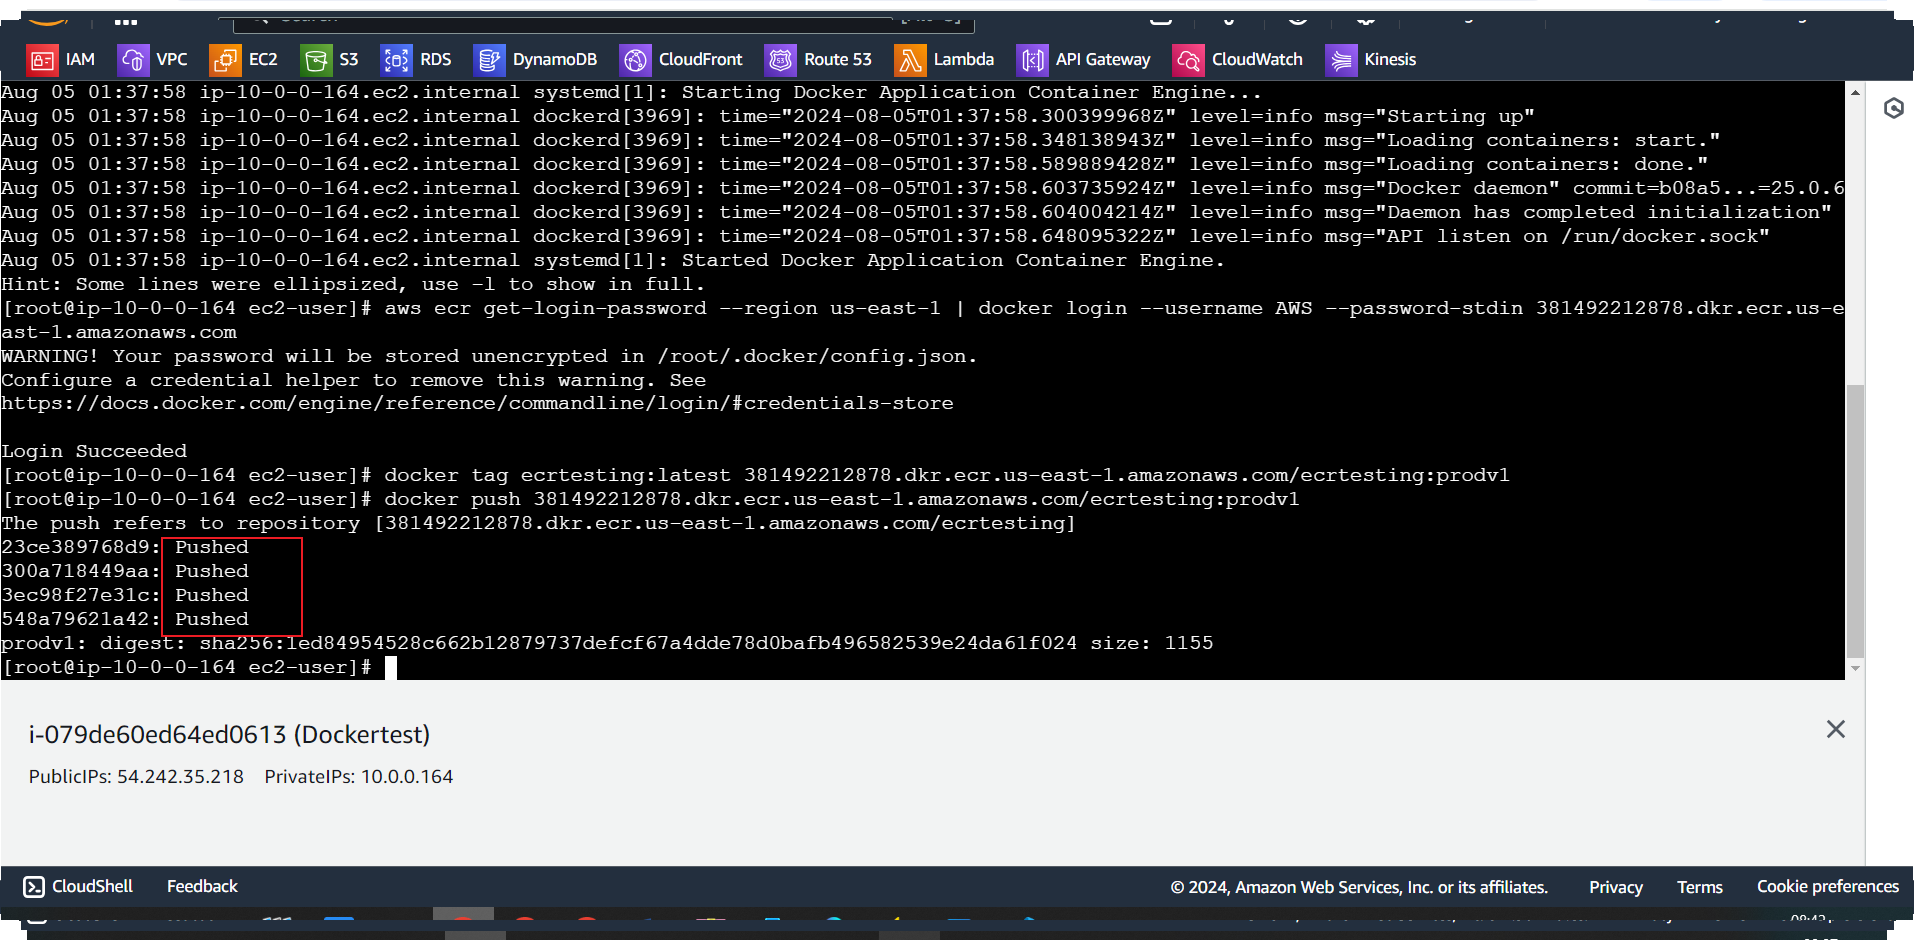 IAM VPC EC2 S3 RDS DynamoDB CloudFront Route 53 Lambda API Gateway CloudWatch Kinesis
Aug 05 01:37:58 ip-10-0-0-164.ec2.internal systemd[1]: Starting Docker Application Container Engine...
Aug 05 01:37:58 ip-10-0-0-164.ec2.internal dockerd[3969]: time="2024-08-05T01:37:58.300399968Z" level=info msg="Starting up"
Aug 05 01:37:58 ip-10-0-0-164.ec2.internal dockerd[3969]: time="2024-08-05T01:37:58.348138943Z" level=info msg="Loading containers: start."
Aug 05 01:37:58 ip-10-0-0-164.ec2.internal dockerd[3969]: time="2024-08-05T01:37:58.589889428Z" level=info msg="Loading containers: done."
Aug 05 01:37:58 ip-10-0-0-164.ec2.internal dockerd[3969]: time="2024-08-05T01:37:58.603735924Z" level=info msg="Docker daemon" commit=b08a5...=25.0.6
Aug 05 01:37:58 ip-10-0-0-164.ec2.internal dockerd[3969]: time="2024-08-05T01:37:58.604004214Z" level=info msg="Daemon has completed initialization"
Aug 05 01:37:58 ip-10-0-0-164.ec2.internal dockerd[3969]: time="2024-08-05T01:37:58.648095322Z" level=info msg="API listen on /run/docker.sock"
Aug 05 01:37:58 ip-10-0-0-164.ec2.internal systemd[1]: Started Docker Application Container Engine.
Hint: Some lines were ellipsized, use -l to show in full.
[root@ip-10-0-0-164 ec2-user]# aws ecr get-login-password --region us-east-1 | docker login --username AWS --password-stdin 381492212878.dkr.ecr.us-e
ast-1.amazonaws.com
WARNING! Your password will be stored unencrypted in /root/.docker/config.json.
Configure a credential helper to remove this warning. See
https://docs.docker.com/engine/reference/commandline/login/#credentials-store
Login Succeeded
[root@ip-10-0-0-164 ec2-user]# docker tag ecrtesting:latest 381492212878.dkr.ecr.us-east-1.amazonaws.com/ecrtesting:prodv1
[root@ip-10-0-0-164 ec2-user]# docker push 381492212878.dkr.ecr.us-east-1.amazonaws.com/ecrtesting:prodv1
The push refers to repository [381492212878.dkr.ecr.us-east-1.amazonaws.com/ecrtesting]
23ce389768d9: Pushed
300a718449aa: Pushed
3ec98f27e31c: Pushed
548a79621a42: Pushed
prodv1: digest: sha256:1ed84954528c662b12879737defcf67a4dde78d0bafb496582539e24da61f024 size: 1155
[root@ip-10-0-0-164 ec2-user]#
i-079de60ed64ed0613 (Dockertest)
PublicIPs: 54.242.35.218 PrivateIPs: 10.0.0.164
CloudShell Feedback © 2024, Amazon Web Services, Inc. or its affiliates. Privacy Terms Cookie preferences